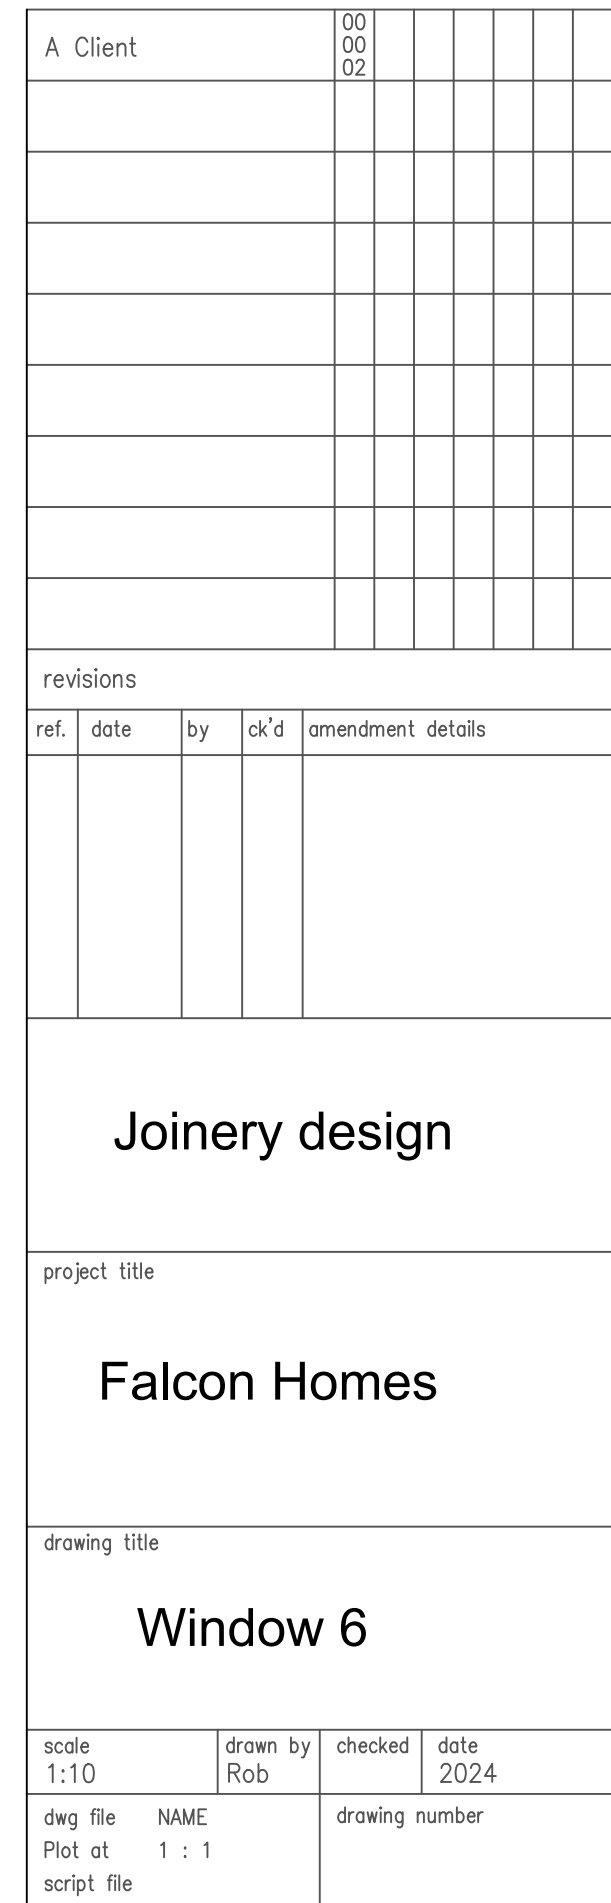 A Client
00
00
02
revisions
ref. date by ck'd amendment details
Joinery design
project title
Falcon Homes
drawing title
Window 6
scale drawn by checked date
1:10 Rob 2024
dwg file NAME drawing number
Plot at 1 : 1
script file